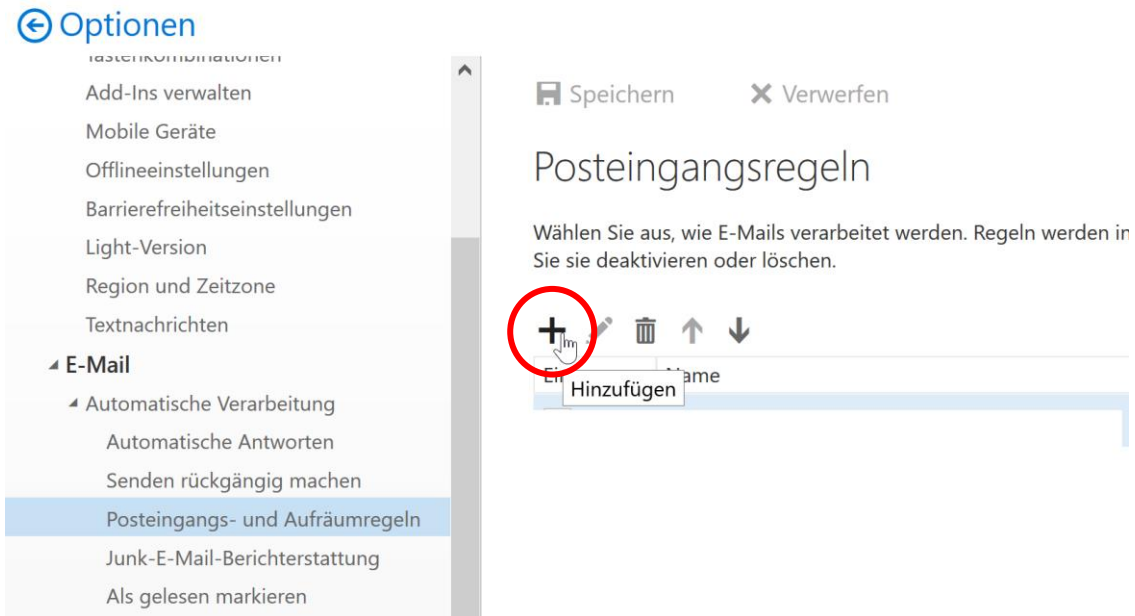 Optionen
Tastenkombinationen
Add-Ins verwalten
Mobile Geräte
Offlineeinstellungen
Barrierefreiheitseinstellungen
Light-Version
Region und Zeitzone
Textnachrichten
E-Mail
Automatische Verarbeitung
Automatische Antworten
Senden rückgängig machen
Posteingangs- und Aufräumregeln
Junk-E-Mail-Berichterstattung
Als gelesen markieren
Speichern Verwerfen
Posteingangsregeln
Wählen Sie aus, wie E-Mails verarbeitet werden. Regeln werden in
Sie sie deaktivieren oder löschen.
Name
Hinzufügen